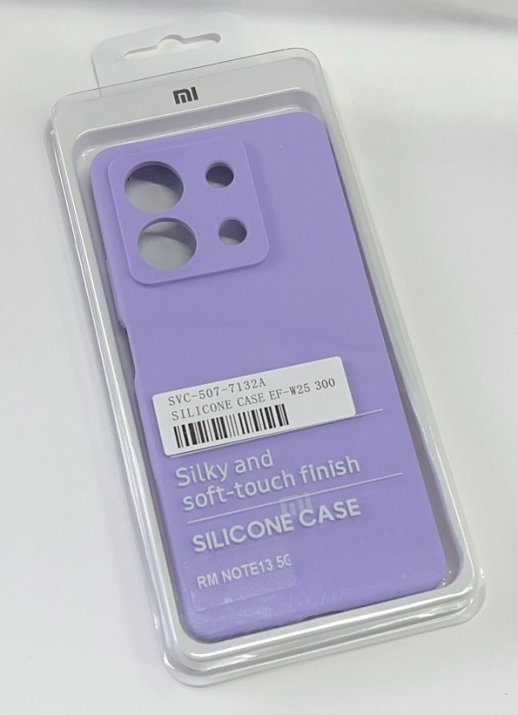 mi
SVC-507-7132A
SILICONE CASE EF-W25 300
Silky and
soft-touch finish
mi
SILICONE CASE
RM NOTE13 5G